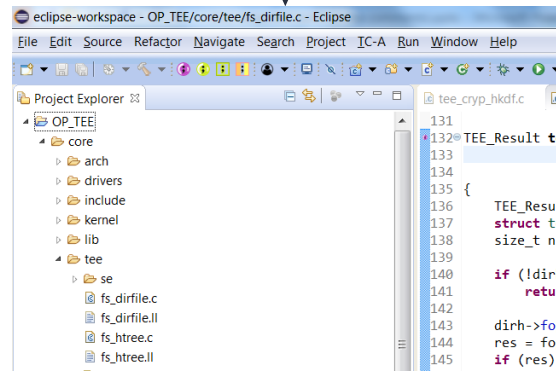 eclipse-workspace - OP_TEE/core/tee/fs_dirfile.c - Eclipse
File Edit Source Refactor Navigate Search Project TC-A Run Window Help
Project Explorer
tee_cryp_hkdf.c
OP_TEE
core
arch
drivers
include
kernel
lib
tee
se
fs_dirfile.c
fs_dirfile.ll
fs_htree.c
fs_htree.ll
131
132 TEE_Result t
133
134
135 {
136 TEE_Resu
137 struct t
138 size_t n
139
140 if (!dir
141 retu
142
143 dirh->fo
144 res = fo
145 if (res)